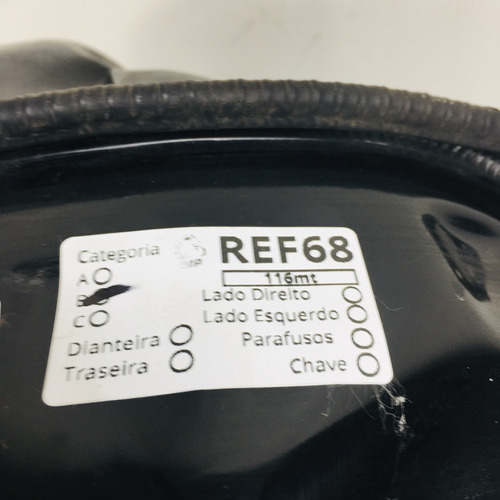 Categoria
REF68
116mt
A
B
C
Lado Direito
Lado Esquerdo
Dianteira
Parafusos
Traseira
Chave